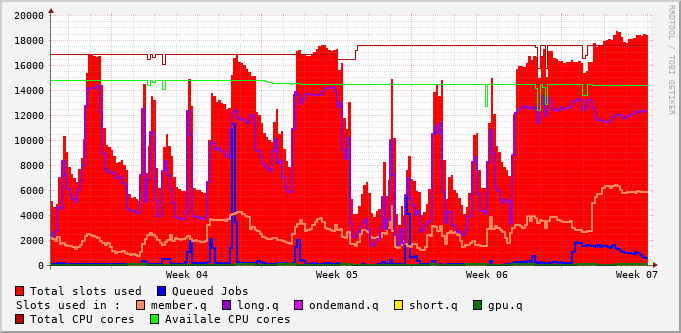 20000
18000
16000
14000
12000
10000
8000
6000
4000
2000
0
Week 04 Week 05 Week 06 Week 07
Total slots used Queued Jobs
Slots used in : member.q long.q ondemand.q short.q gpu.q
Total CPU cores Availale CPU cores
RRDTOOL / TOBI OETIKER